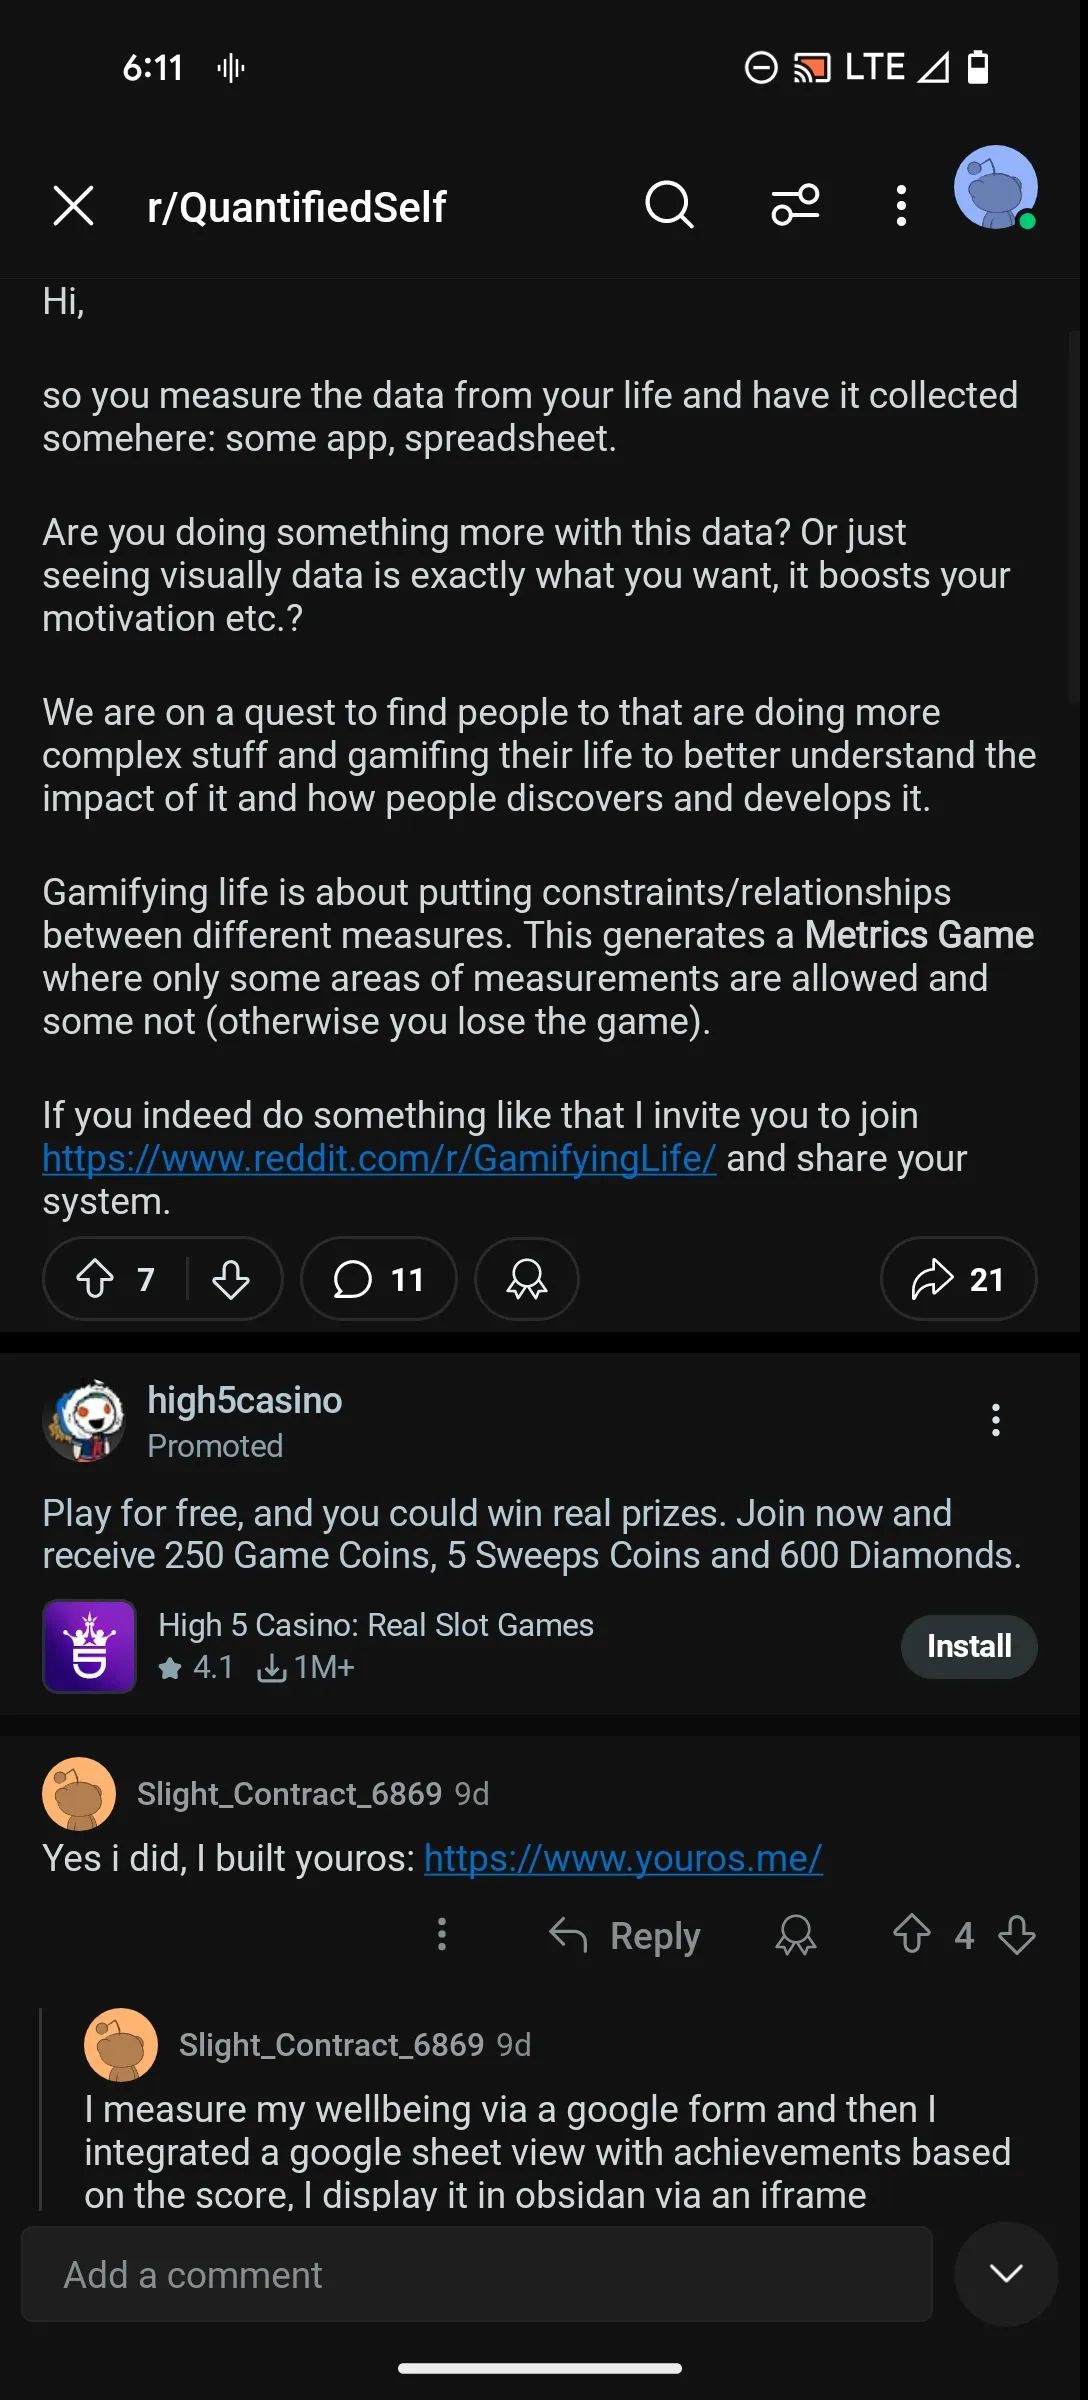 6:11
LTE
r/QuantifiedSelf
Hi,
so you measure the data from your life and have it collected
somehere: some app, spreadsheet.
Are you doing something more with this data? Or just
seeing visually data is exactly what you want, it boosts your
motivation etc.?
We are on a quest to find people to that are doing more
complex stuff and gamifing their life to better understand the
impact of it and how people discovers and develops it.
Gamifying life is about putting constraints/relationships
between different measures. This generates a Metrics Game
where only some areas of measurements are allowed and
some not (otherwise you lose the game).
If you indeed do something like that I invite you to join
https://www.reddit.com/r/GamifyingLife/ and share your
system.
7 11 21
high5casino
Promoted
Play for free, and you could win real prizes. Join now and
receive 250 Game Coins, 5 Sweeps Coins and 600 Diamonds.
High 5 Casino: Real Slot Games
4.1 1M+
Install
Slight_Contract_6869 9d
Yes i did, I built youros: https://www.youros.me/
Reply 4
Slight_Contract_6869 9d
I measure my wellbeing via a google form and then I
integrated a google sheet view with achievements based
on the score, I display it in obsidan via an iframe
Add a comment